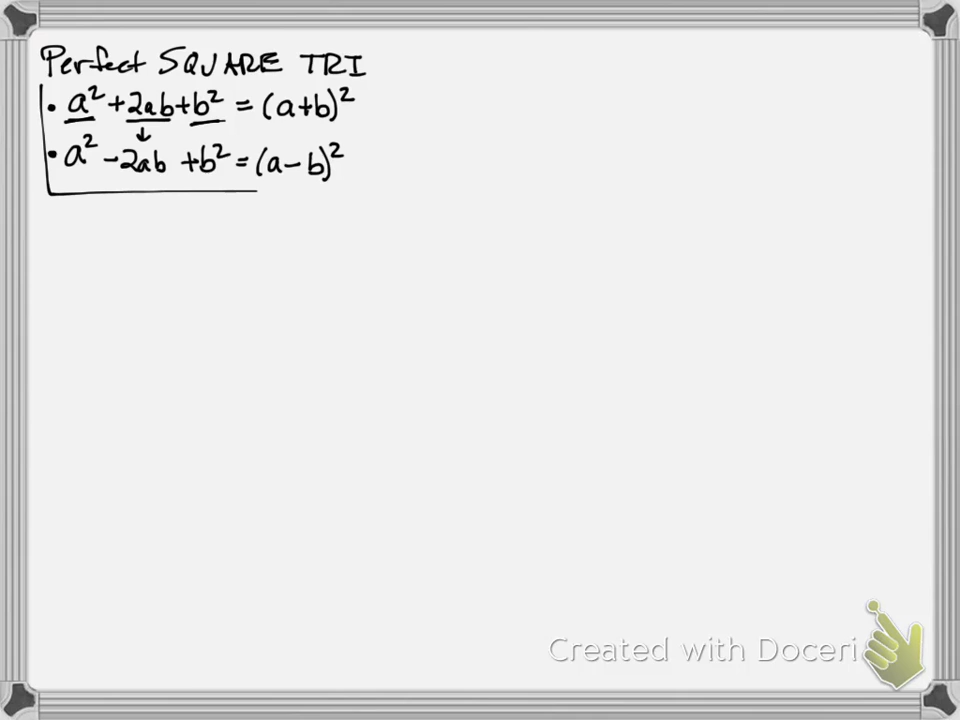 Perfect SQUARE TRI
• a² + 2ab + b² = (a+b)²
↓
• a² - 2ab + b² = (a - b)²
Created with Doceri